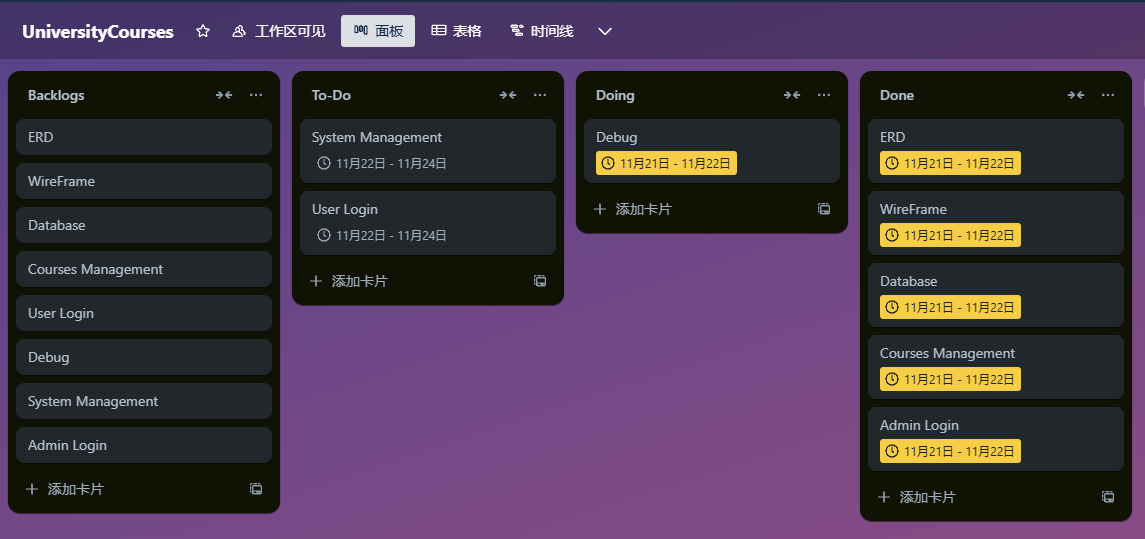 UniversityCourses 工作区可见 面板 表格 时间线
Backlogs
ERD
WireFrame
Database
Courses Management
User Login
Debug
System Management
Admin Login
添加卡片
To-Do
System Management
11月22日 - 11月24日
User Login
11月22日 - 11月24日
添加卡片
Doing
Debug
11月21日 - 11月22日
添加卡片
Done
ERD
11月21日 - 11月22日
WireFrame
11月21日 - 11月22日
Database
11月21日 - 11月22日
Courses Management
11月21日 - 11月22日
Admin Login
11月21日 - 11月22日
添加卡片